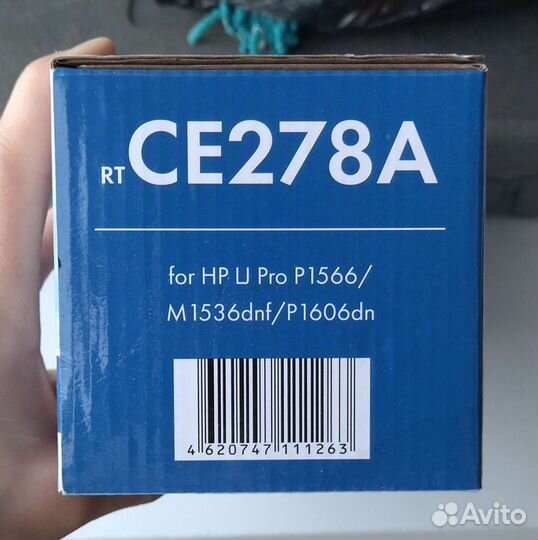 RT CE278A
for HP LJ Pro P1566/
M1536dnf/P1606dn
4 620747 111263
Avito